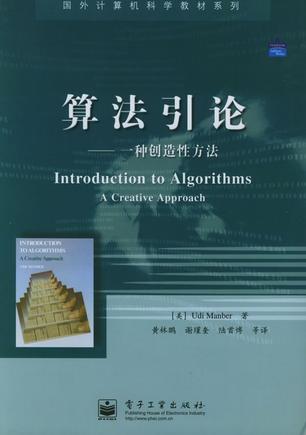 国外计算机科学教材系列
算法引论
——一种创造性方法
Introduction to Algorithms
A Creative Approach
INTRODUCTION
TO ALGORITHMS
A Creative Approach
UDI MANBER
[美] Udi Manber 著
黄林鹏 谢瑾奎 陆首博 等译
电子工业出版社
Publishing House of Electronics Industry